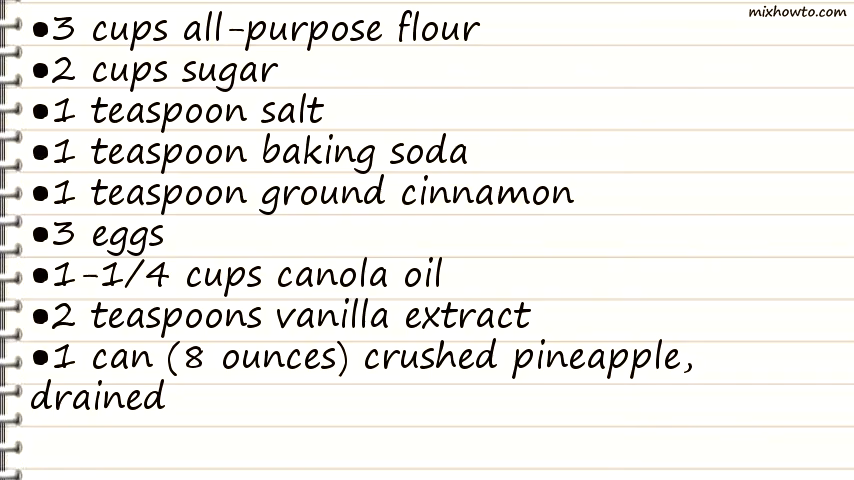 mixhowto.com
•3 cups all-purpose flour
•2 cups sugar
•1 teaspoon salt
•1 teaspoon baking soda
•1 teaspoon ground cinnamon
•3 eggs
•1-1/4 cups canola oil
•2 teaspoons vanilla extract
•1 can (8 ounces) crushed pineapple,
drained